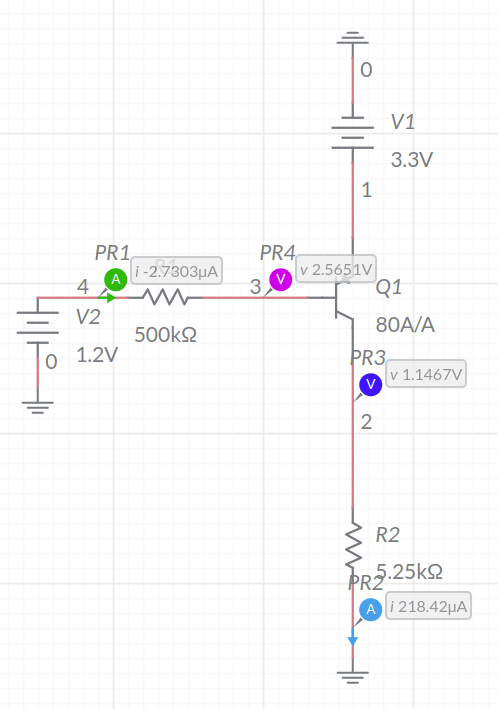 0
V1
3.3V
1
PR1
i -2.7303µA
PR4
v 2.5651V
4
A
3
V
Q1
V2
80A/A
500kΩ
1.2V
0
PR3
v 1.1467V
V
2
R2
5.25kΩ
PR2
A
i 218.42µA